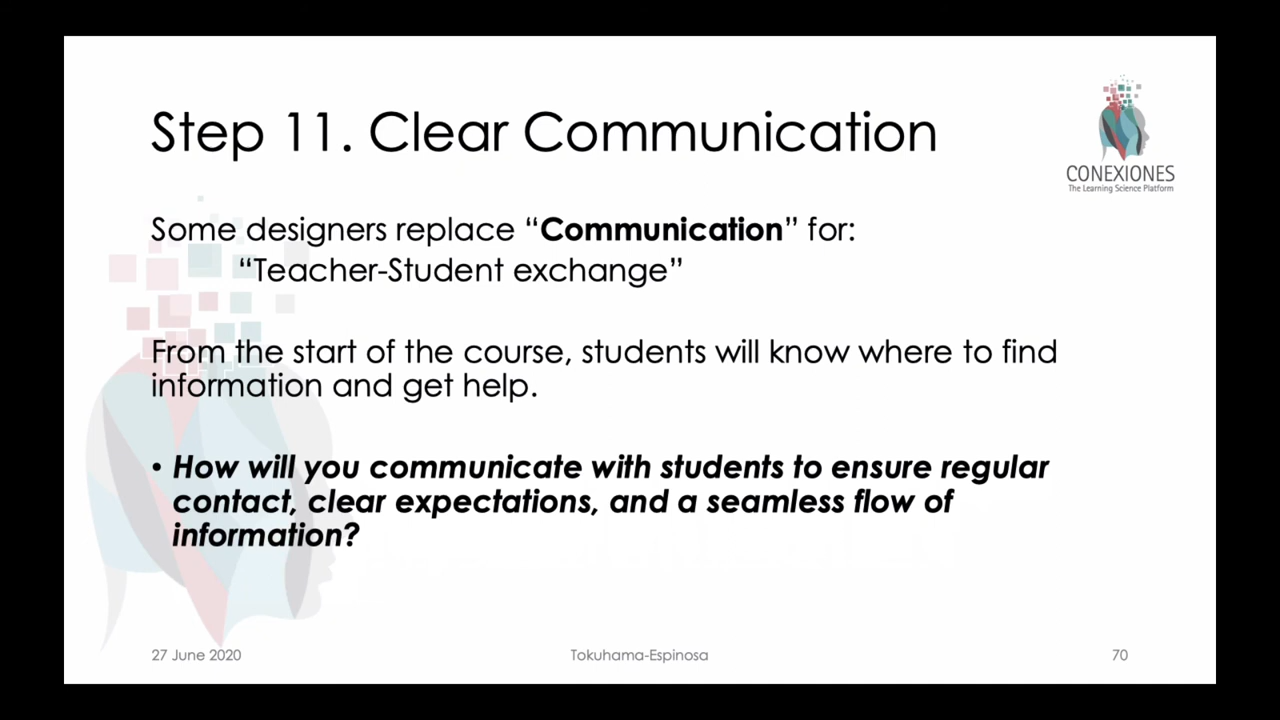 Step 11. Clear Communication
CONEXIONES
The Learning Science Platform
Some designers replace “Communication” for:
“Teacher-Student exchange”
From the start of the course, students will know where to find
information and get help.
• How will you communicate with students to ensure regular
contact, clear expectations, and a seamless flow of
information?
27 June 2020
Tokuhama-Espinosa
70